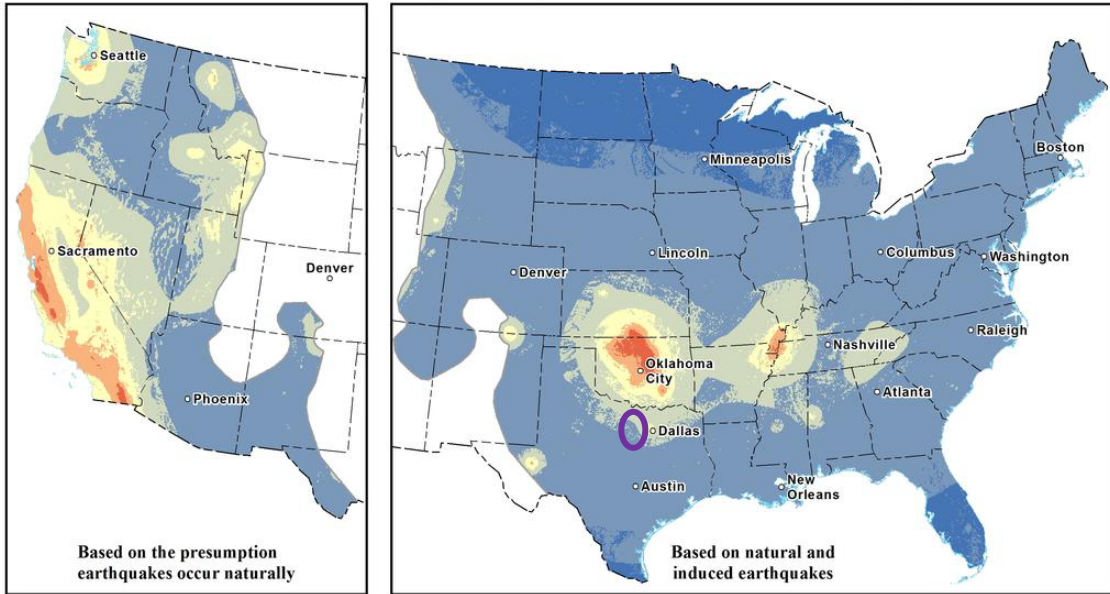 Seattle
Sacramento
Denver
Phoenix
Based on the presumption
earthquakes occur naturally
Minneapolis
Boston
Lincoln
Columbus
Washington
Denver
Raleigh
Nashville
Oklahoma
City
Atlanta
Dallas
Austin
New
Orleans
Based on natural and
induced earthquakes